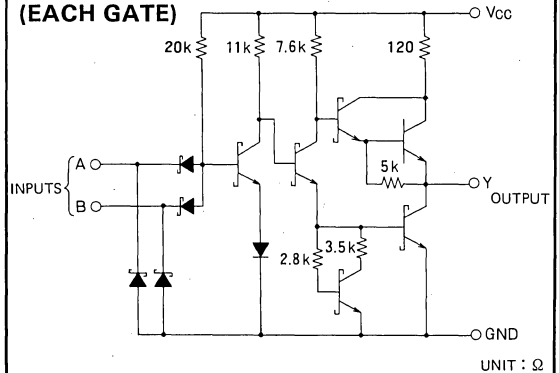 (EACH GATE)
Vcc
20k 11k 7.6k 120
A
INPUTS
B
5k
Y
OUTPUT
2.8k 3.5k
GND
UNIT : Ω